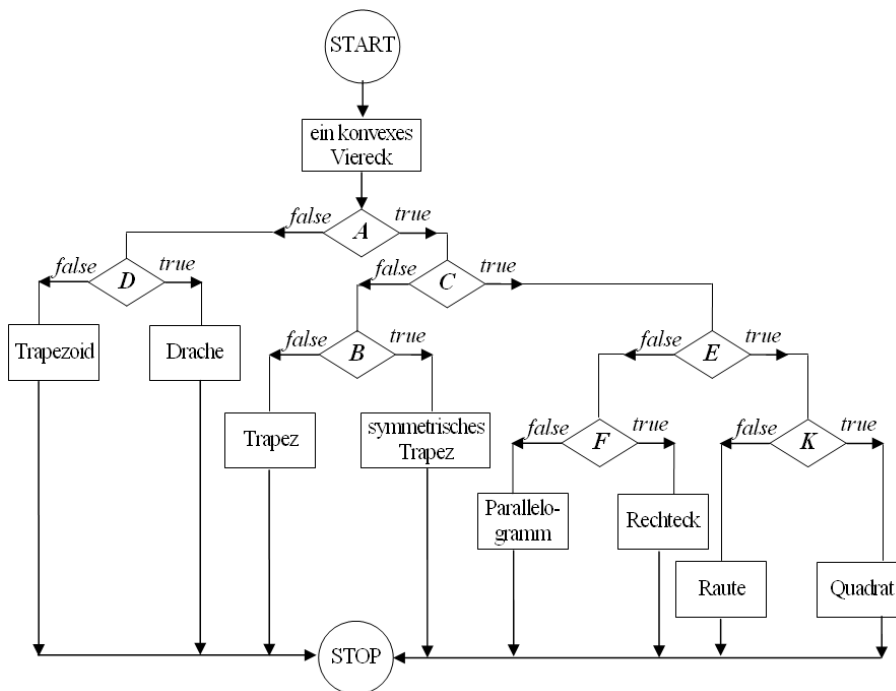 START
ein konvexes
Viereck
false
A
true
false
D
true
false
C
true
Trapezoid
Drache
false
B
true
false
E
true
Trapez
symmetrisches
Trapez
false
F
true
false
K
true
Parallelo-
gramm
Rechteck
Raute
Quadrat
STOP